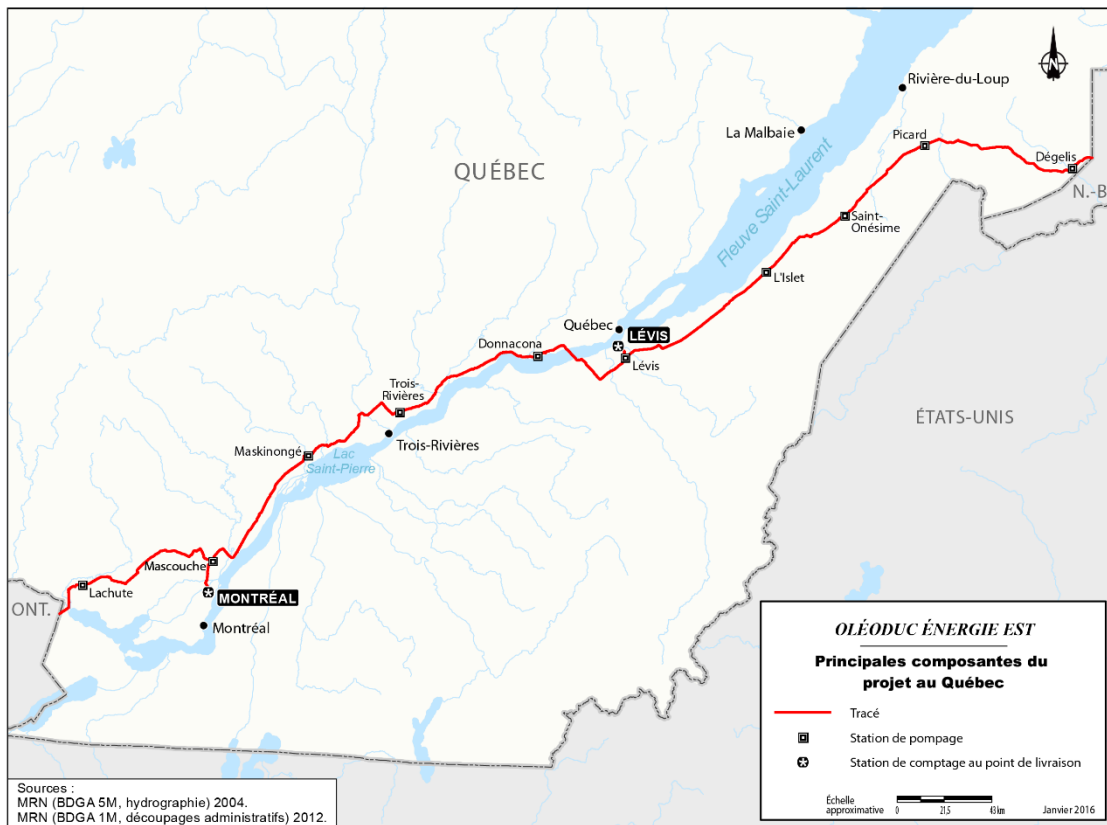 N
Rivière-du-Loup
La Malbaie
Picard
Dégelis
QUÉBEC
N.-B
Fleuve Saint-Laurent
Saint-
Onésime
L'Islet
Québec
LÉVIS
Donnacona
Lévis
Trois-
Rivières
ÉTATS-UNIS
Trois-Rivières
Maskinongé
Lac
Saint-Pierre
Mascouche
Lachute
MONTRÉAL
ONT.
Montréal
OLÉODUC ÉNERGIE EST
Principales composantes du
projet au Québec
Tracé
Station de pompage
Station de comptage au point de livraison
Échelle
approximative
0 21,5 43 km
Janvier 2016
Sources :
MRN (BDGA 5M, hydrographie) 2004.
MRN (BDGA 1M, découpages administratifs) 2012.